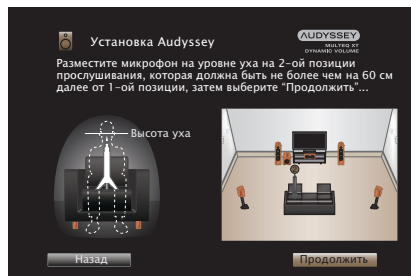 Установка Audyssey
AUDYSSEY
MULTEQ XT
DYNAMIC VOLUME
Разместите микрофон на уровне уха на 2-ой позиции
прослушивания, которая должна быть не более чем на 60 см
далее от 1-ой позиции, затем выберите “Продолжить”...
Высота уха
Назад
Продолжить